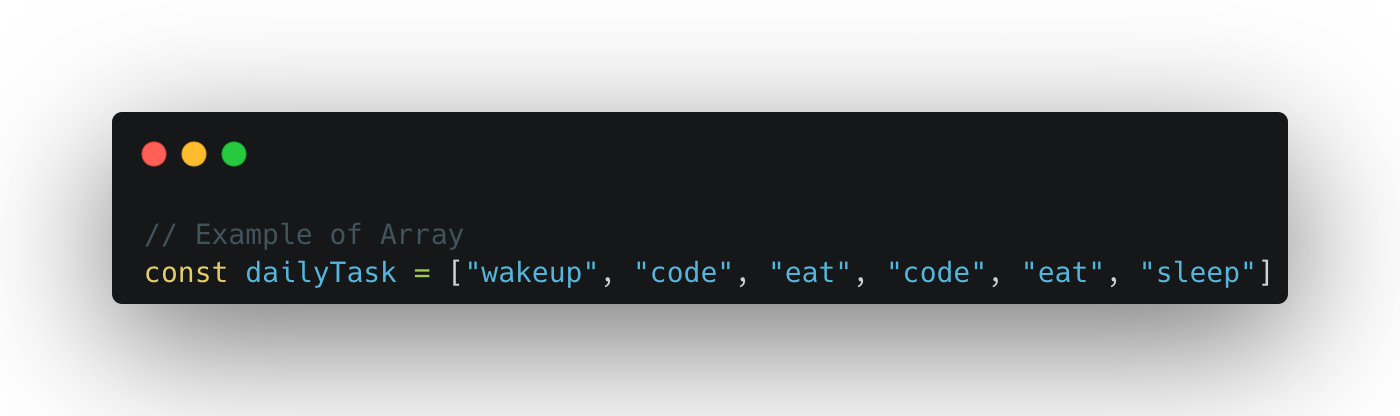 // Example of Array
const dailyTask = ["wakeup", "code", "eat", "code", "eat", "sleep"]